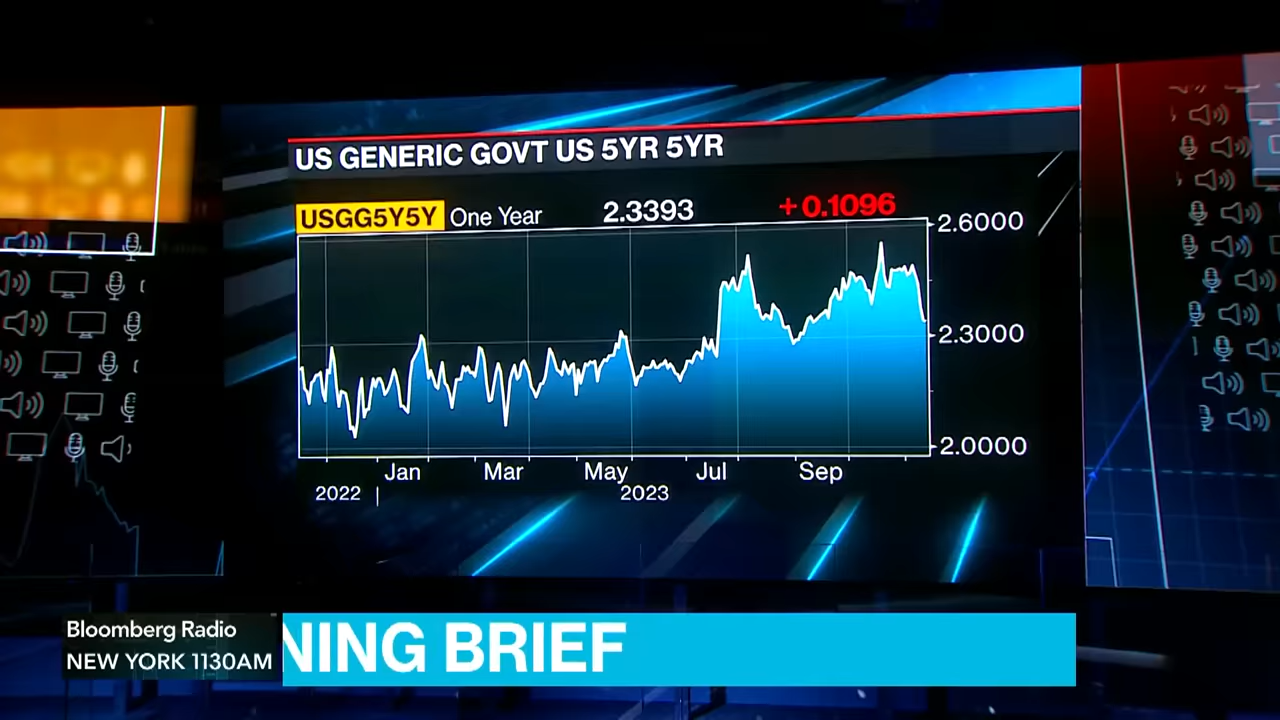 US GENERIC GOVT US 5YR 5YR
USGG5Y5Y One Year 2.3393 +0.1096
2.6000
2.3000
2.0000
Jan Mar May Jul Sep
2022 | 2023
Bloomberg Radio
NEW YORK 1130AM
NING BRIEF